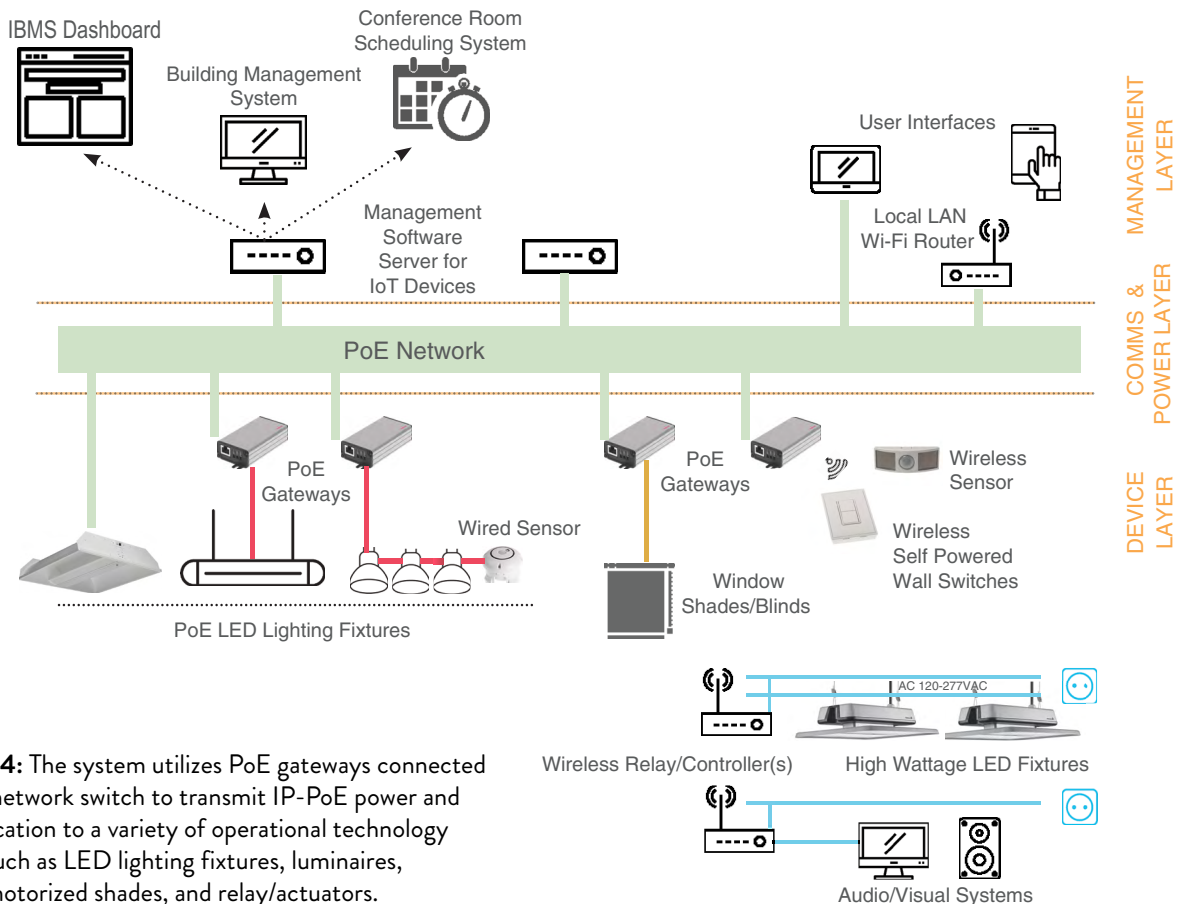 IBMS Dashboard
Conference Room
Scheduling System
Building Management
System
User Interfaces
Management
Software
Server for
IoT Devices
Local LAN
Wi-Fi Router
MANAGEMENT
LAYER
PoE Network
COMMS &
POWER LAYER
PoE
Gateways
PoE
Gateways
Wireless
Sensor
Wired Sensor
Wireless
Self Powered
Wall Switches
Window
Shades/Blinds
DEVICE
LAYER
PoE LED Lighting Fixtures
AC 120-277VAC
Wireless Relay/Controller(s)
High Wattage LED Fixtures
Audio/Visual Systems
4: The system utilizes PoE gateways connected
network switch to transmit IP-PoE power and
to a variety of operational technology
such as LED lighting fixtures, luminaires,
motorized shades, and relay/actuators.